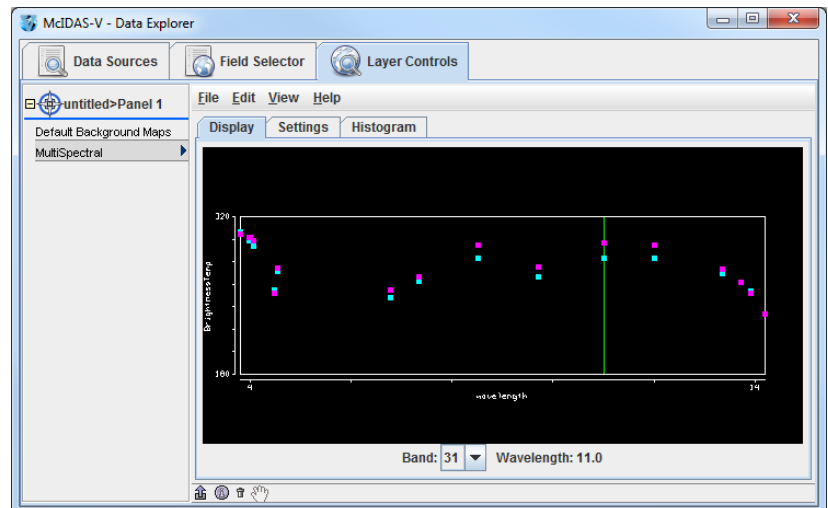 McIDAS-V - Data Explorer
Data Sources
Field Selector
Layer Controls
untitled>Panel 1
File Edit View Help
Default Background Maps
Display Settings Histogram
MultiSpectral
320
BrightnessTemp
180
4
14
wavelength
Band: 31 Wavelength: 11.0